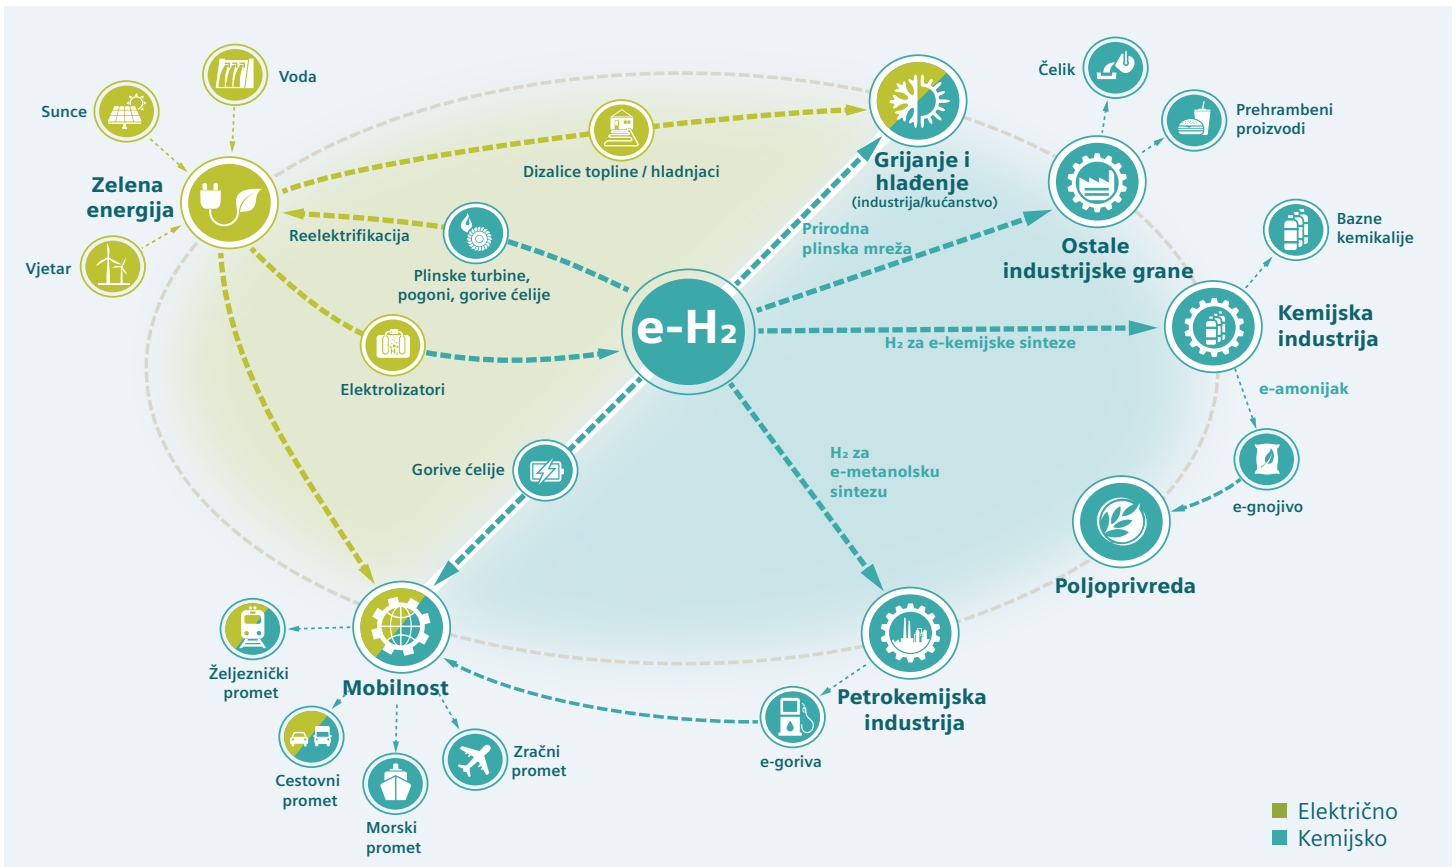 Voda
Sunce
Zelena
energija
Vjetar
Dizalice topline / hladnjaci
Reelektrifikacija
Plinske turbine,
pogoni, gorive ćelije
Elektrolizatori
e-H₂
Grijanje i
hlađenje
(industrija/kućanstvo)
Prirodna
plinska mreža
Čelik
Prehrambeni
proizvodi
Ostale
industrijske grane
Bazne
kemikalije
Kemijska
industrija
H₂ za e-kemijske sinteze
e-amonijak
e-gnojivo
Poljoprivreda
H₂ za
e-metanolsku
sintezu
Gorive ćelije
Petrokemijska
industrija
e-goriva
Mobilnost
Željeznički
promet
Cestovni
promet
Morski
promet
Zračni
promet
Električno
Kemijsko